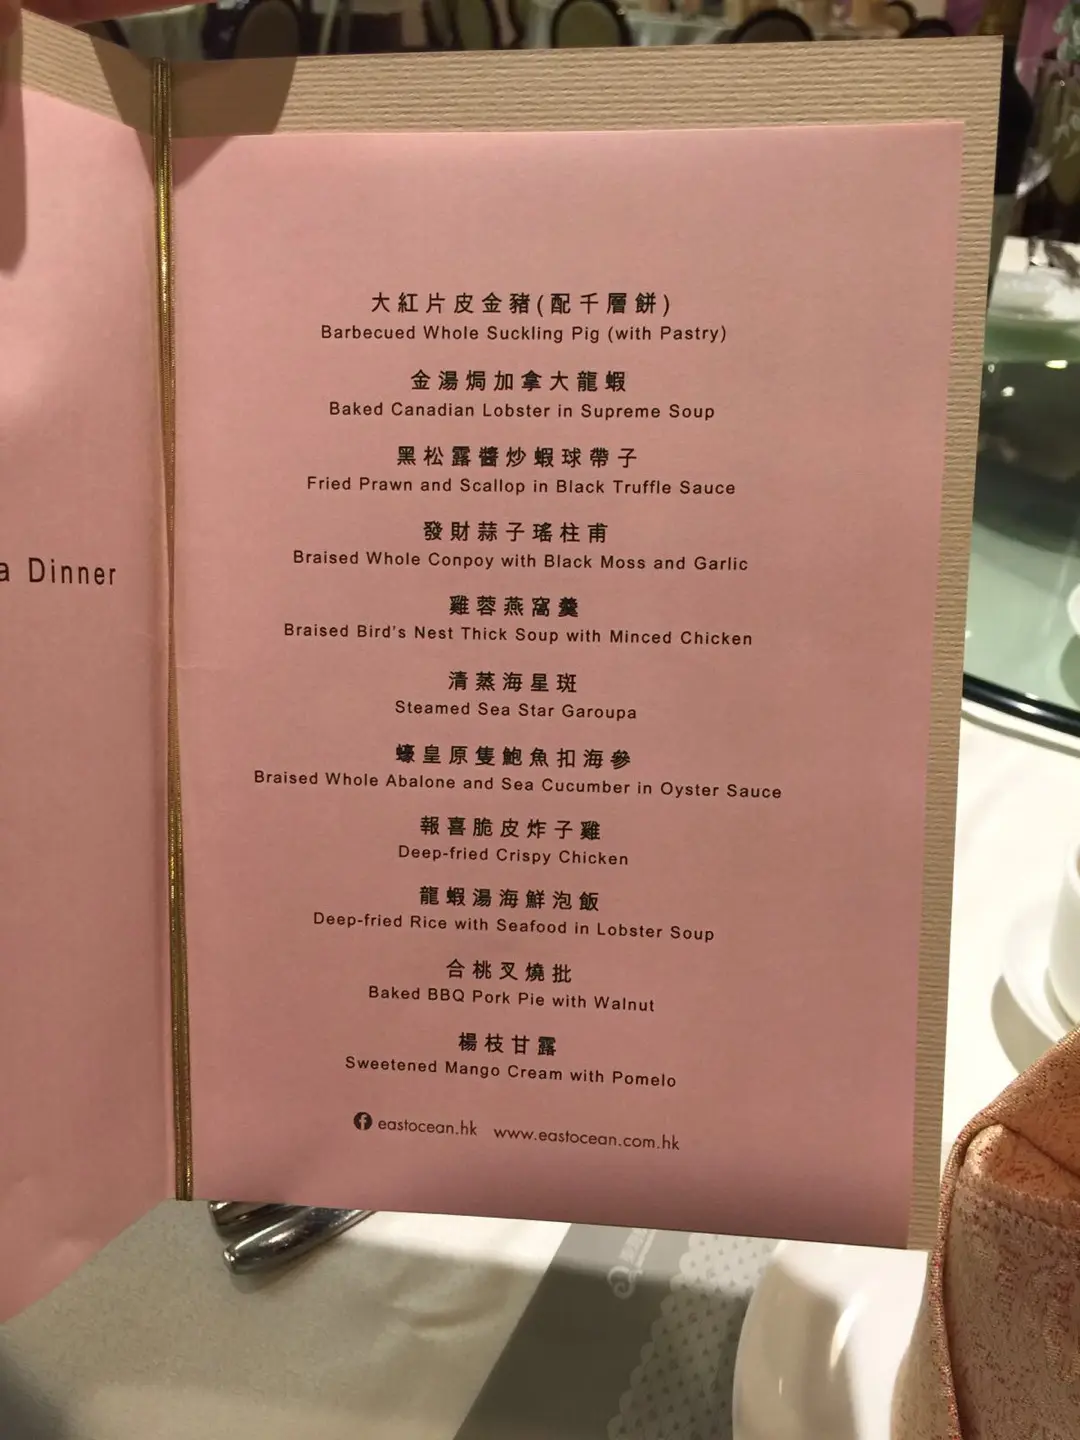 a Dinner
大紅片皮金豬(配千層餅)
Barbecued Whole Suckling Pig (with Pastry)
金湯焗加拿大龍蝦
Baked Canadian Lobster in Supreme Soup
黑松露醬炒蝦球帶子
Fried Prawn and Scallop in Black Truffle Sauce
發財蒜子瑤柱甫
Braised Whole Conpoy with Black Moss and Garlic
雞蓉燕窩羹
Braised Bird's Nest Thick Soup with Minced Chicken
清蒸海星斑
Steamed Sea Star Garoupa
蠔皇原隻鮑魚扣海參
Braised Whole Abalone and Sea Cucumber in Oyster Sauce
報喜脆皮炸子雞
Deep-fried Crispy Chicken
龍蝦湯海鮮泡飯
Deep-fried Rice with Seafood in Lobster Soup
合桃叉燒批
Baked BBQ Pork Pie with Walnut
楊枝甘露
Sweetened Mango Cream with Pomelo
eastocean.hk www.eastocean.com.hk